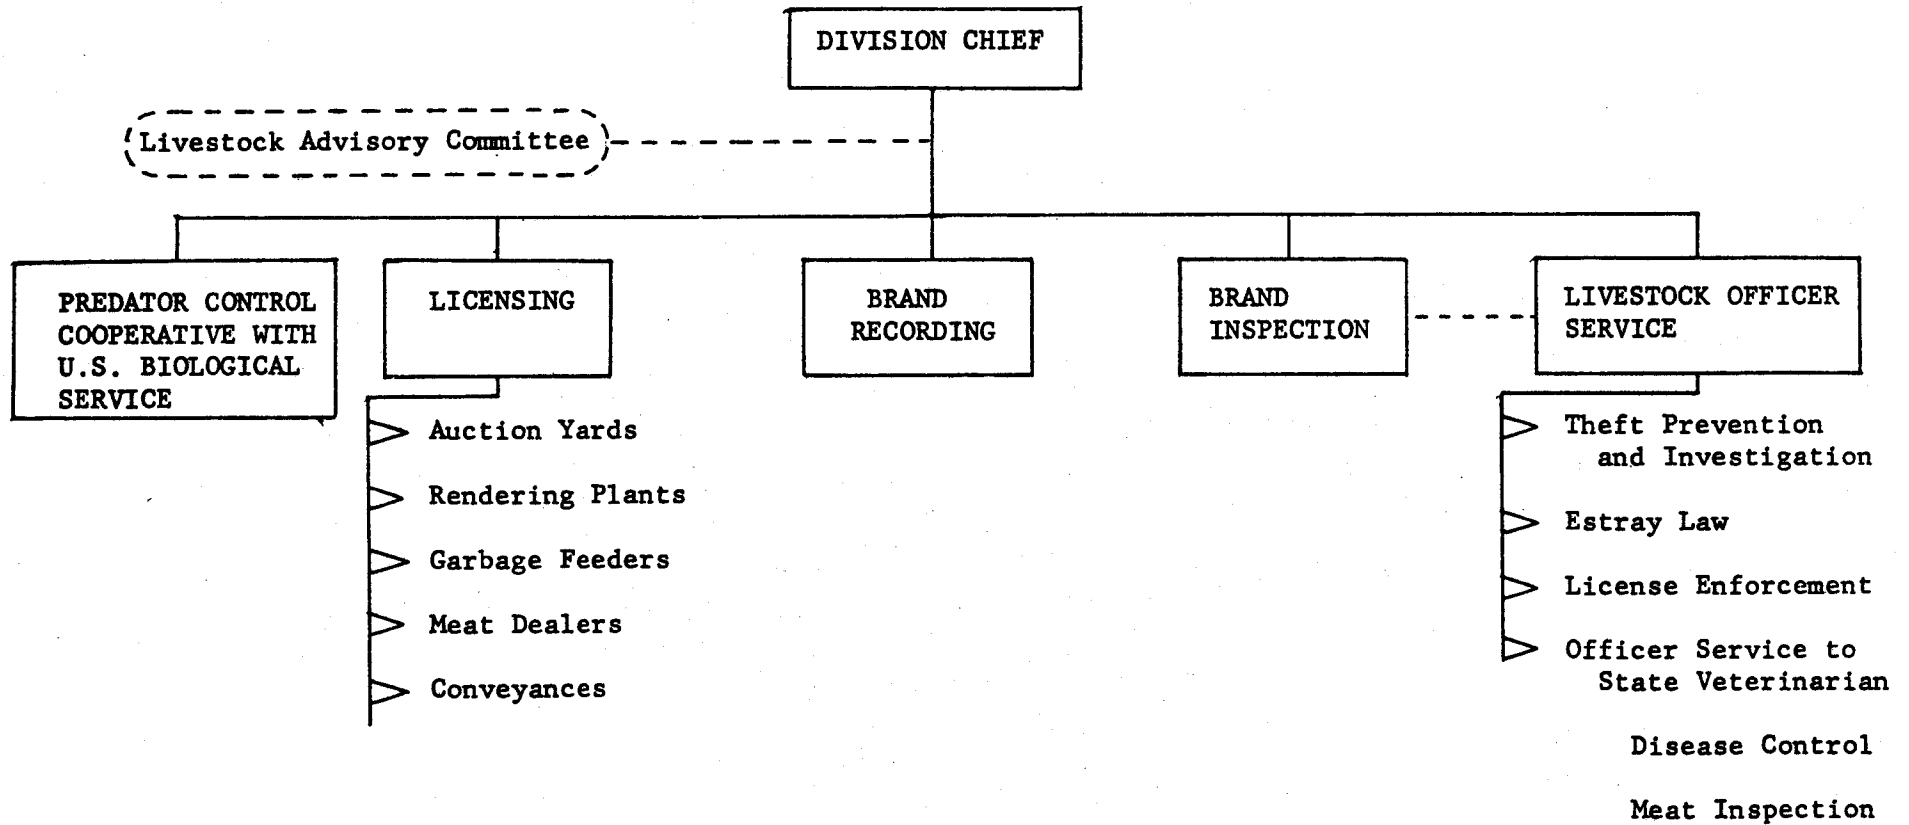 DIVISION CHIEF
Livestock Advisory Committee
PREDATOR CONTROL
COOPERATIVE WITH
U.S. BIOLOGICAL
SERVICE
LICENSING
BRAND
RECORDING
BRAND
INSPECTION
LIVESTOCK OFFICER
SERVICE
Auction Yards
Rendering Plants
Garbage Feeders
Meat Dealers
Conveyances
Theft Prevention
and Investigation
Estray Law
License Enforcement
Officer Service to
State Veterinarian
Disease Control
Meat Inspection